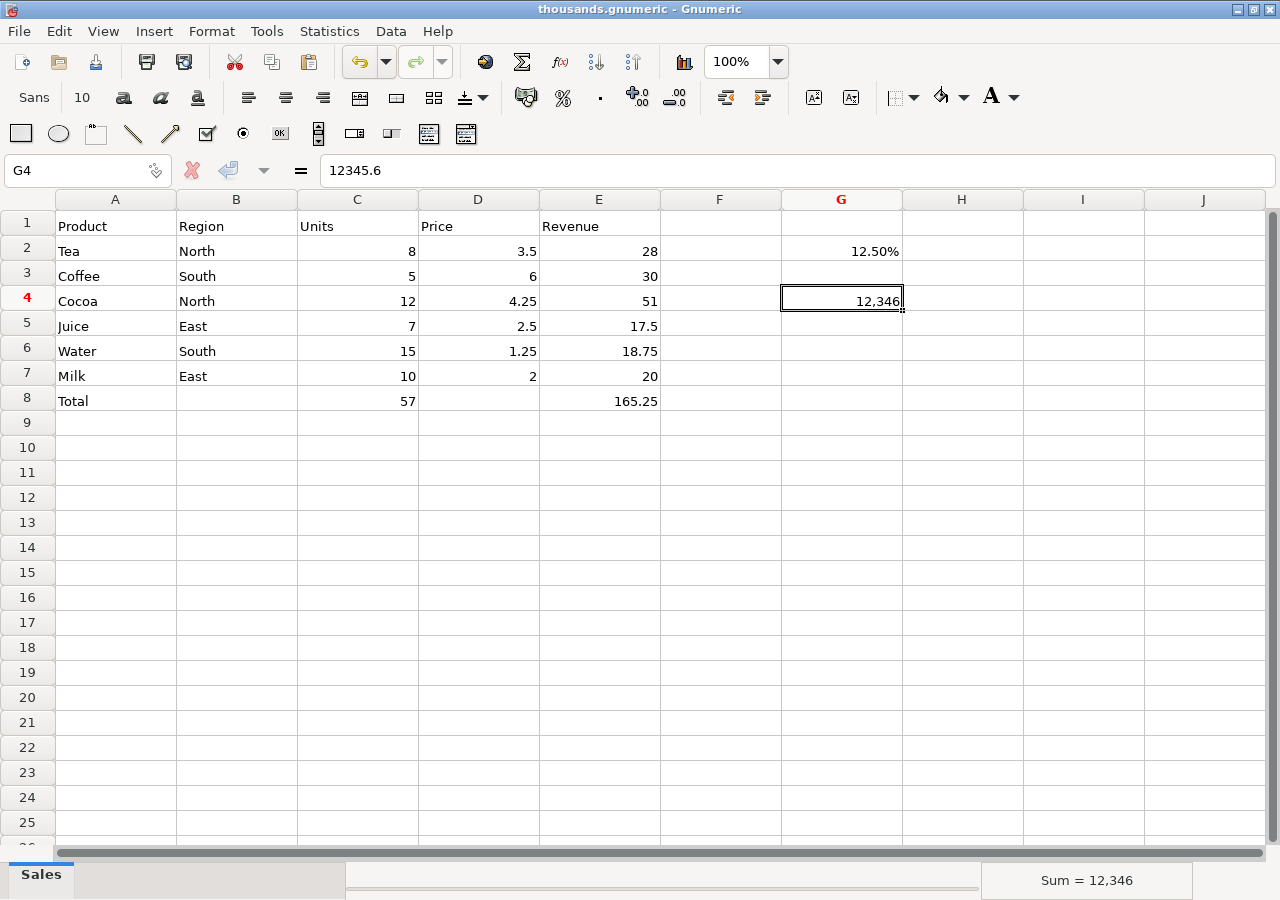 thousands.gnumeric - Gnumeric
File Edit View Insert Format Tools Statistics Data Help
f(x) 100%
Sans 10 a a a % +.00 .0 .00 -.0 A A A
OK
G4 = 12345.6
A B C D E F G H I J
1 Product Region Units Price Revenue
2 Tea North 8 3.5 28 12.50%
3 Coffee South 5 6 30
4 Cocoa North 12 4.25 51 12,346
5 Juice East 7 2.5 17.5
6 Water South 15 1.25 18.75
7 Milk East 10 2 20
8 Total 57 165.25
9
10
11
12
13
14
15
16
17
18
19
20
21
22
23
24
25
Sales Sum = 12,346